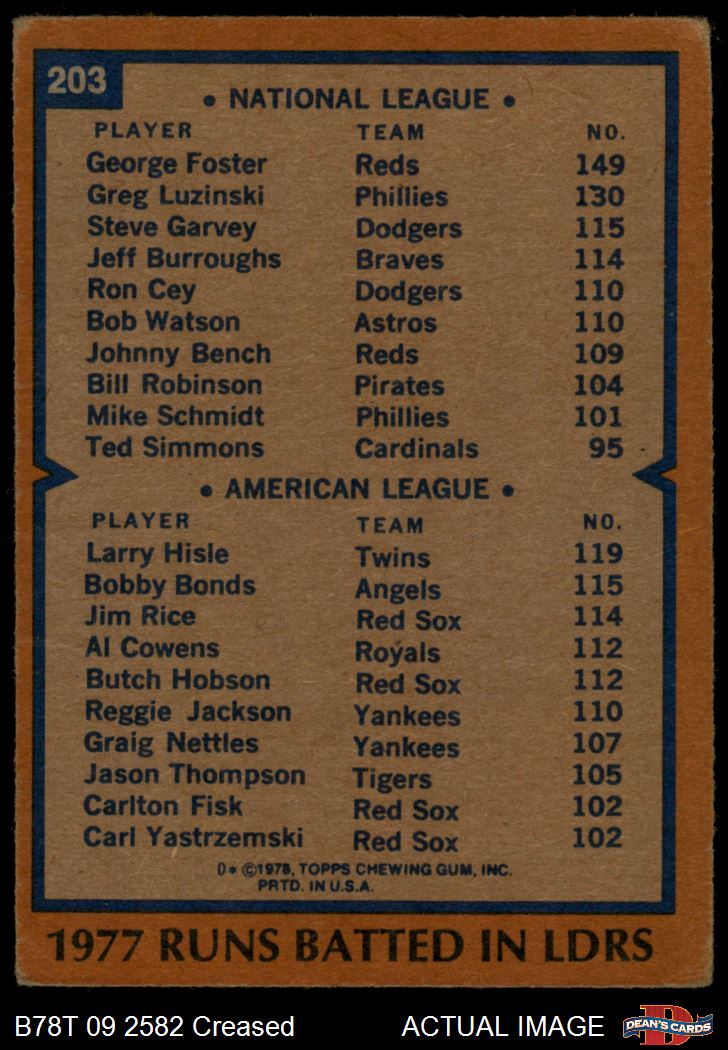 203
• NATIONAL LEAGUE •
PLAYER TEAM NO.
George Foster Reds 149
Greg Luzinski Phillies 130
Steve Garvey Dodgers 115
Jeff Burroughs Braves 114
Ron Cey Dodgers 110
Bob Watson Astros 110
Johnny Bench Reds 109
Bill Robinson Pirates 104
Mike Schmidt Phillies 101
Ted Simmons Cardinals 95
• AMERICAN LEAGUE •
PLAYER TEAM NO.
Larry Hisle Twins 119
Bobby Bonds Angels 115
Jim Rice Red Sox 114
Al Cowens Royals 112
Butch Hobson Red Sox 112
Reggie Jackson Yankees 110
Graig Nettles Yankees 107
Jason Thompson Tigers 105
Carlton Fisk Red Sox 102
Carl Yastrzemski Red Sox 102
D* ©1978, TOPPS CHEWING GUM, INC.
PRTD. IN U.S.A.
1977 RUNS BATTED IN LDRS
B78T 09 2582 Creased ACTUAL IMAGE
D
DEAN'S CARDS